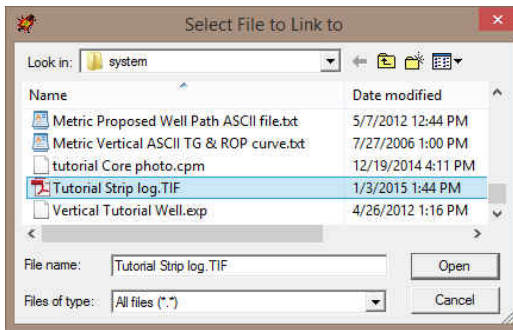 Select File to Link to
Look in: system
Name Date modified
Metric Proposed Well Path ASCII file.txt 5/7/2012 12:44 PM
Metric Vertical ASCII TG & ROP curve.txt 7/27/2006 1:00 PM
tutorial Core photo.cpm 12/19/2014 4:11 PM
Tutorial Strip log.TIF 1/3/2015 1:44 PM
Vertical Tutorial Well.exp 4/26/2012 1:16 PM
File name: Tutorial Strip log.TIF Open
Files of type: All files (*.*) Cancel